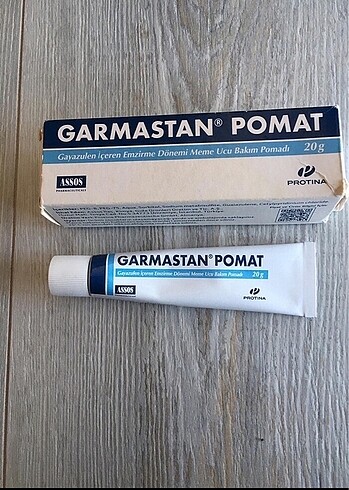 GARMASTAN® POMAT
Gayazulen İçeren Emzirme Dönemi Meme Ucu Bakım Pomadı 20 g
ASSOS
PHARMACEUTICALS
PROTINA
GARMASTAN® POMAT
Gayazulen İçeren Emzirme Dönemi Meme Ucu Bakım Pomadı
20 g
ASSOS
PROTINA